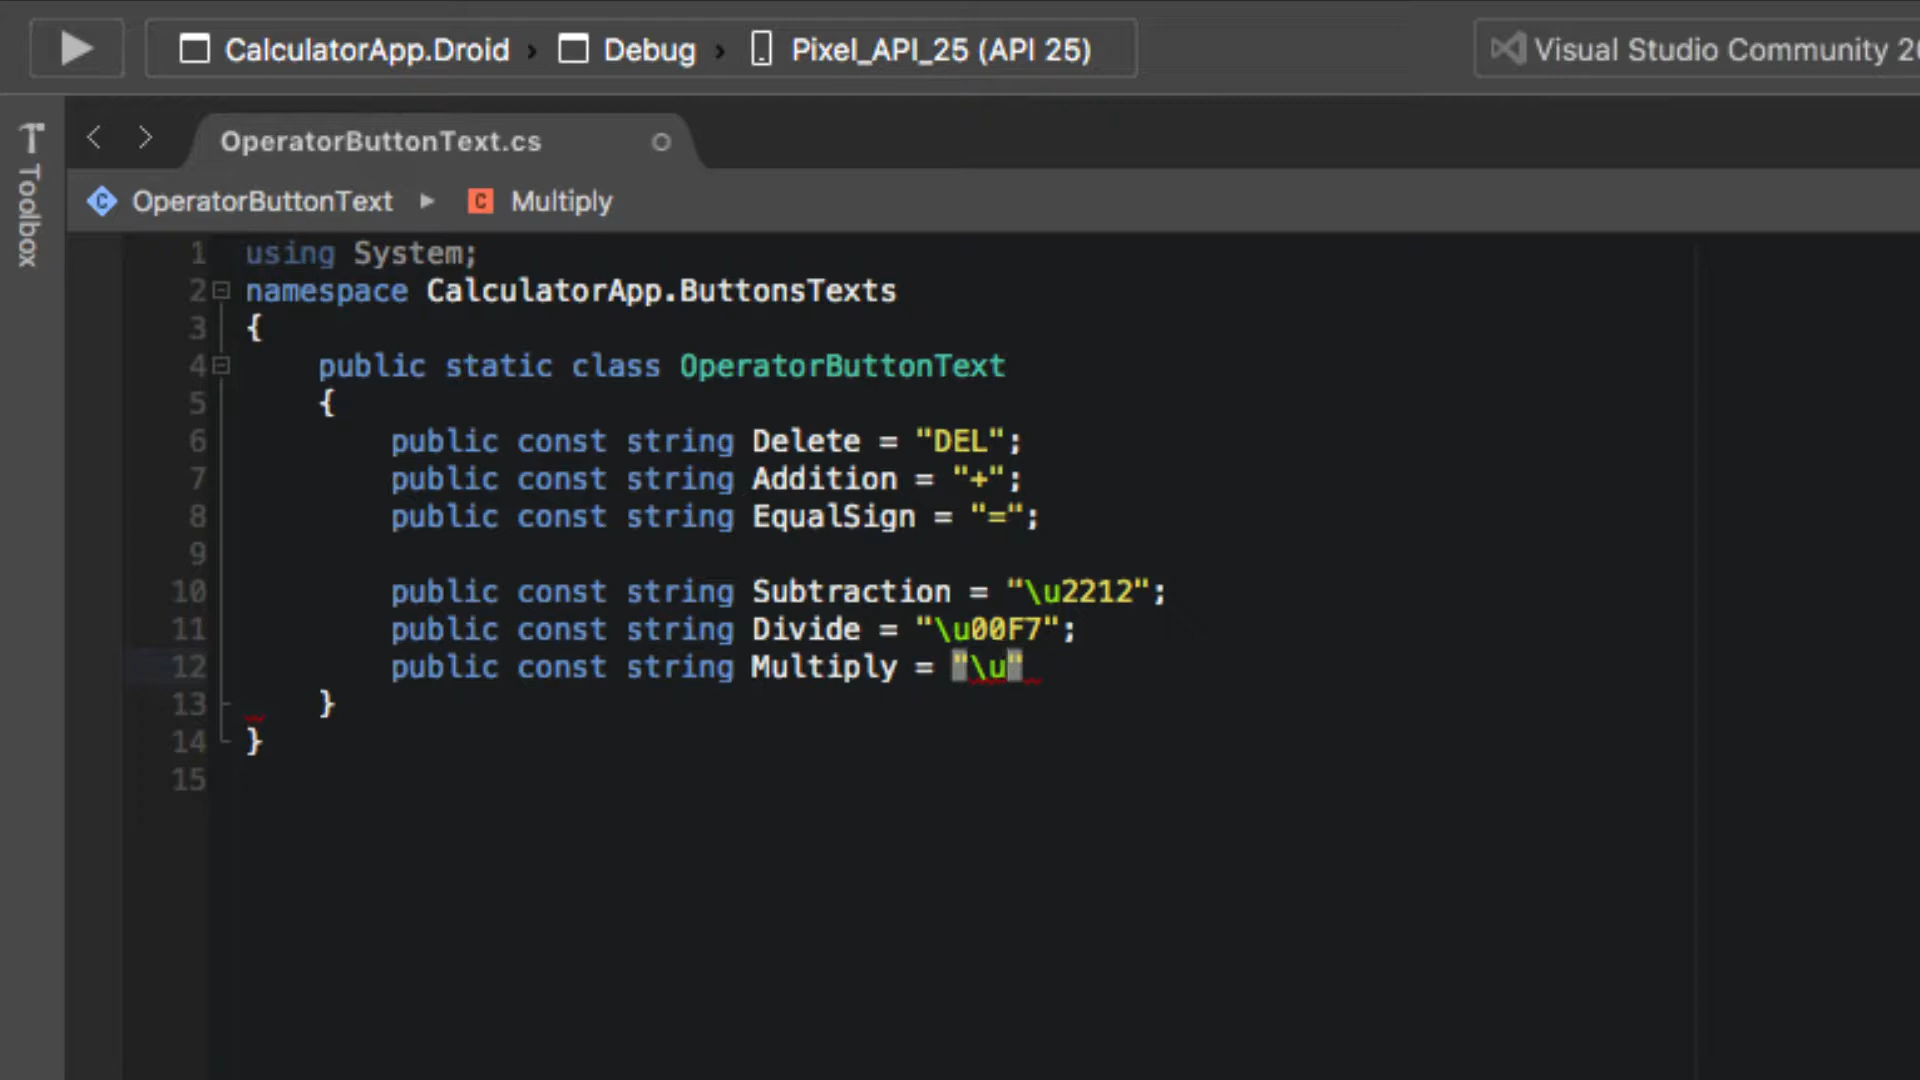 CalculatorApp.Droid › Debug › Pixel_API_25 (API 25)
Visual Studio Community
Toolbox
OperatorButtonText.cs
OperatorButtonText ▸ C Multiply
1 using System;
2 namespace CalculatorApp.ButtonsTexts
3 {
4 public static class OperatorButtonText
5 {
6 public const string Delete = "DEL";
7 public const string Addition = "+";
8 public const string EqualSign = "=";
9
10 public const string Subtraction = "\u2212";
11 public const string Divide = "\u00F7";
12 public const string Multiply = "\u"
13 }
14 }
15